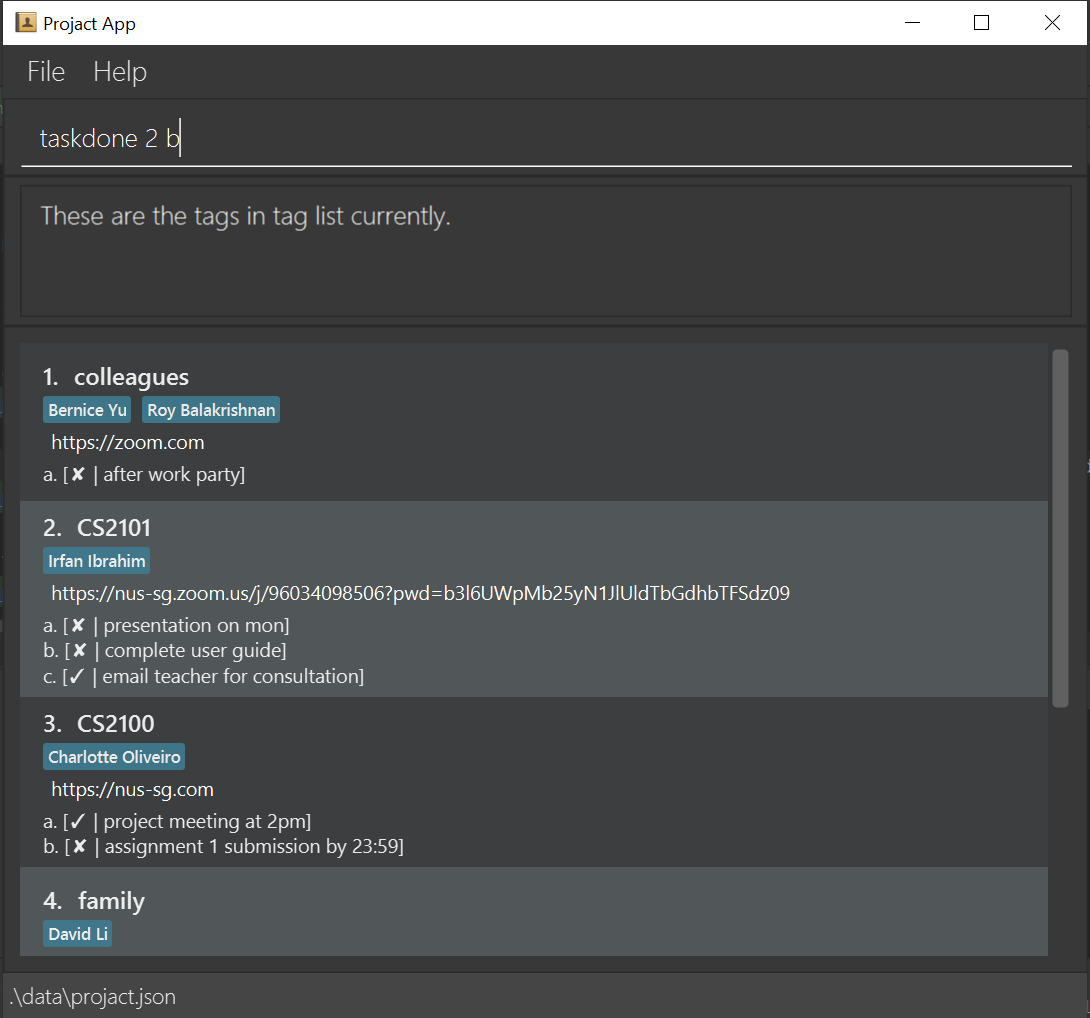 Projact App
File Help
taskdone 2 b
These are the tags in tag list currently.
1. colleagues
Bernice Yu Roy Balakrishnan
https://zoom.com
a. [✘ | after work party]
2. CS2101
Irfan Ibrahim
https://nus-sg.zoom.us/j/96034098506?pwd=b3l6UWpMb25yN1JlUldTbGdhbTFSdz09
a. [✘ | presentation on mon]
b. [✘ | complete user guide]
c. [✓ | email teacher for consultation]
3. CS2100
Charlotte Oliveiro
https://nus-sg.com
a. [✓ | project meeting at 2pm]
b. [✘ | assignment 1 submission by 23:59]
4. family
David Li
.\data\projact.json